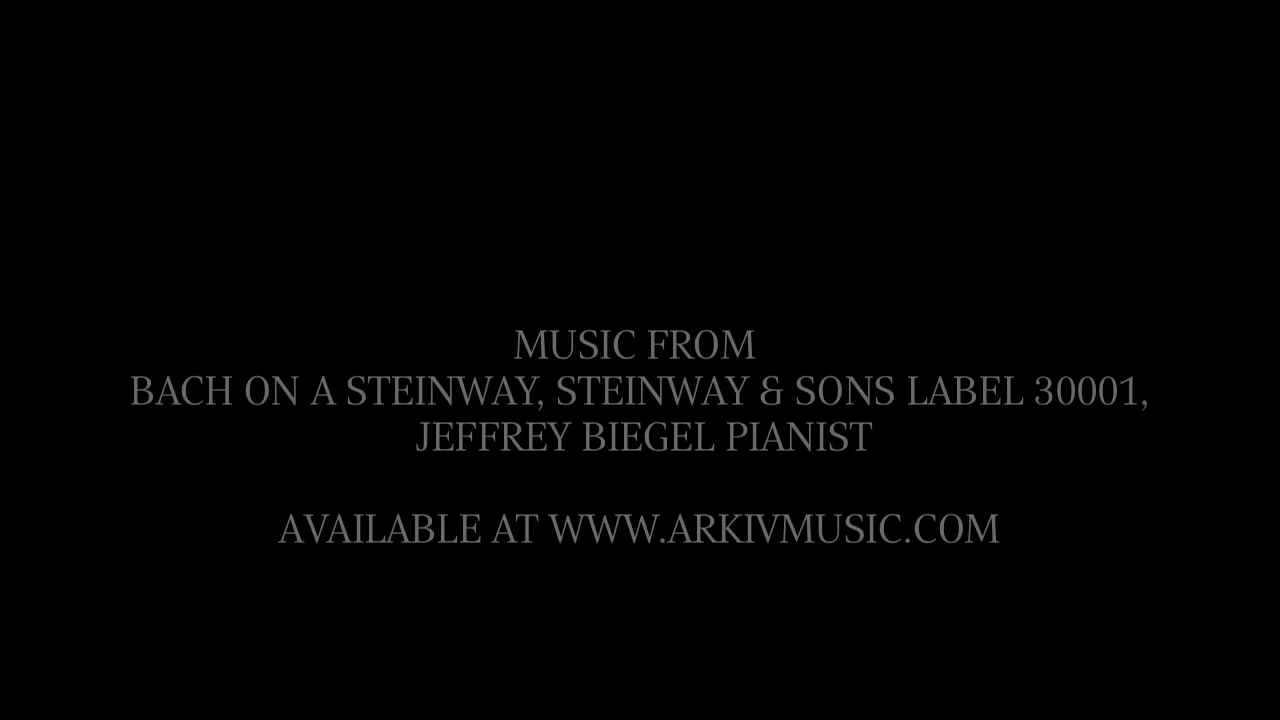 MUSIC FROM
BACH ON A STEINWAY, STEINWAY & SONS LABEL 30001,
JEFFREY BIEGEL PIANIST
AVAILABLE AT WWW.ARKIVMUSIC.COM